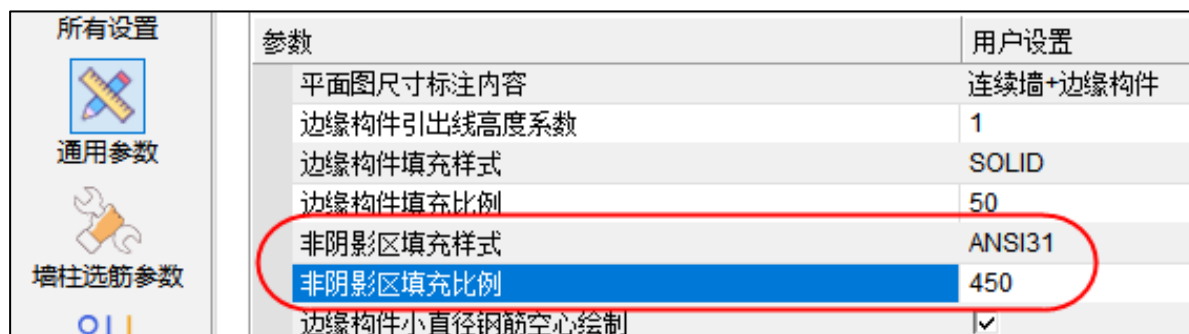 所有设置
通用参数
墙柱选筋参数
参数 用户设置
平面图尺寸标注内容 连续墙+边缘构件
边缘构件引出线高度系数 1
边缘构件填充样式 SOLID
边缘构件填充比例 50
非阴影区填充样式 ANSI31
非阴影区填充比例 450
边缘构件小直径钢筋空心绘制